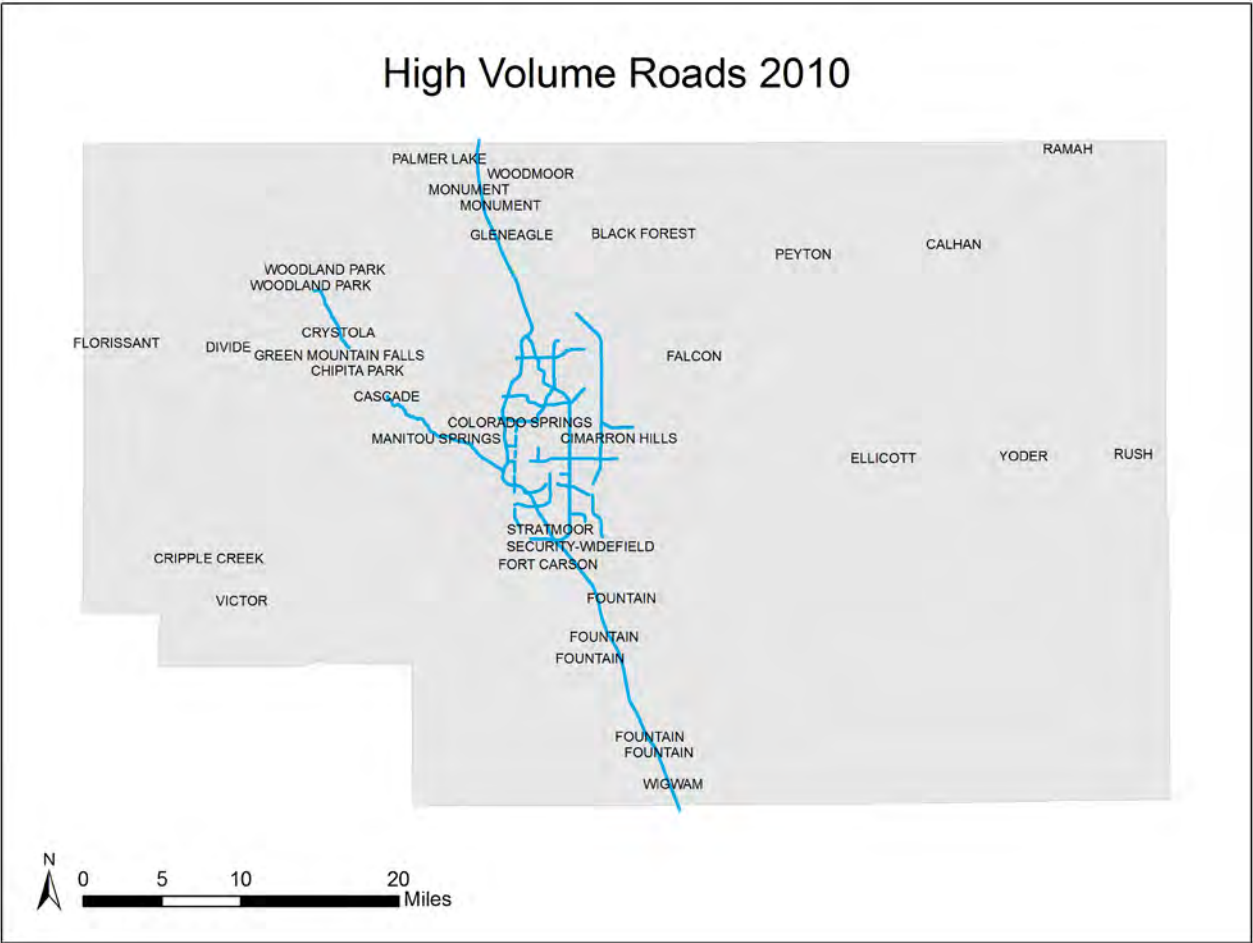 High Volume Roads 2010
RAMAH
PALMER LAKE
WOODMOOR
MONUMENT
MONUMENT
GLENEAGLE
BLACK FOREST
CALHAN
PEYTON
WOODLAND PARK
WOODLAND PARK
CRYSTOLA
FLORISSANT
DIVIDE
GREEN MOUNTAIN FALLS
FALCON
CHIPITA PARK
CASCADE
COLORADO SPRINGS
MANITOU SPRINGS
CIMARRON HILLS
ELLICOTT
YODER
RUSH
STRATMOOR
SECURITY-WIDEFIELD
CRIPPLE CREEK
FORT CARSON
VICTOR
FOUNTAIN
FOUNTAIN
FOUNTAIN
FOUNTAIN
FOUNTAIN
WIGWAM
N
0 5 10 20
Miles